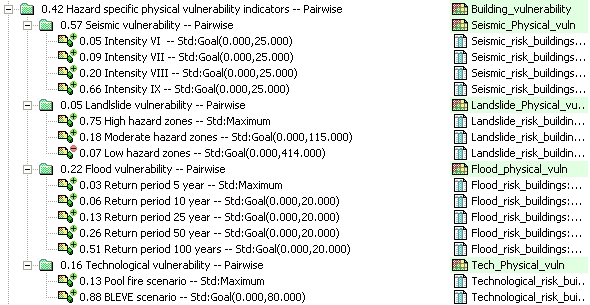 0.42 Hazard specific physical vulnerability indicators -- Pairwise Building_vulnerability
0.57 Seismic vulnerability -- Pairwise Seismic_Physical_vuln
0.05 Intensity VI -- Std:Goal(0.000,25.000) Seismic_risk_buildings...
0.09 Intensity VII -- Std:Goal(0.000,25.000) Seismic_risk_buildings...
0.20 Intensity VIII -- Std:Goal(0.000,25.000) Seismic_risk_buildings...
0.66 Intensity IX -- Std:Goal(0.000,25.000) Seismic_risk_buildings...
0.05 Landslide vulnerability -- Pairwise Landslide_Physical_vu...
0.75 High hazard zones -- Std:Maximum Landslide_risk_buildin...
0.18 Moderate hazard zones -- Std:Goal(0.000,115.000) Landslide_risk_buildin...
0.07 Low hazard zones -- Std:Goal(0.000,414.000) Landslide_risk_buildin...
0.22 Flood vulnerability -- Pairwise Flood_physical_vuln
0.03 Return period 5 year -- Std:Maximum Flood_risk_buildings:...
0.06 Return period 10 year -- Std:Goal(0.000,20.000) Flood_risk_buildings:...
0.13 Return period 25 year -- Std:Goal(0.000,20.000) Flood_risk_buildings:...
0.26 Return period 50 year -- Std:Goal(0.000,20.000) Flood_risk_buildings:...
0.51 Return period 100 years -- Std:Goal(0.000,20.000) Flood_risk_buildings:...
0.16 Technological vulnerability -- Pairwise Tech_Physical_vuln
0.13 Pool fire scenario -- Std:Maximum Technological_risk_bui...
0.88 BLEVE scenario -- Std:Goal(0.000,80.000) Technological_risk_bui...